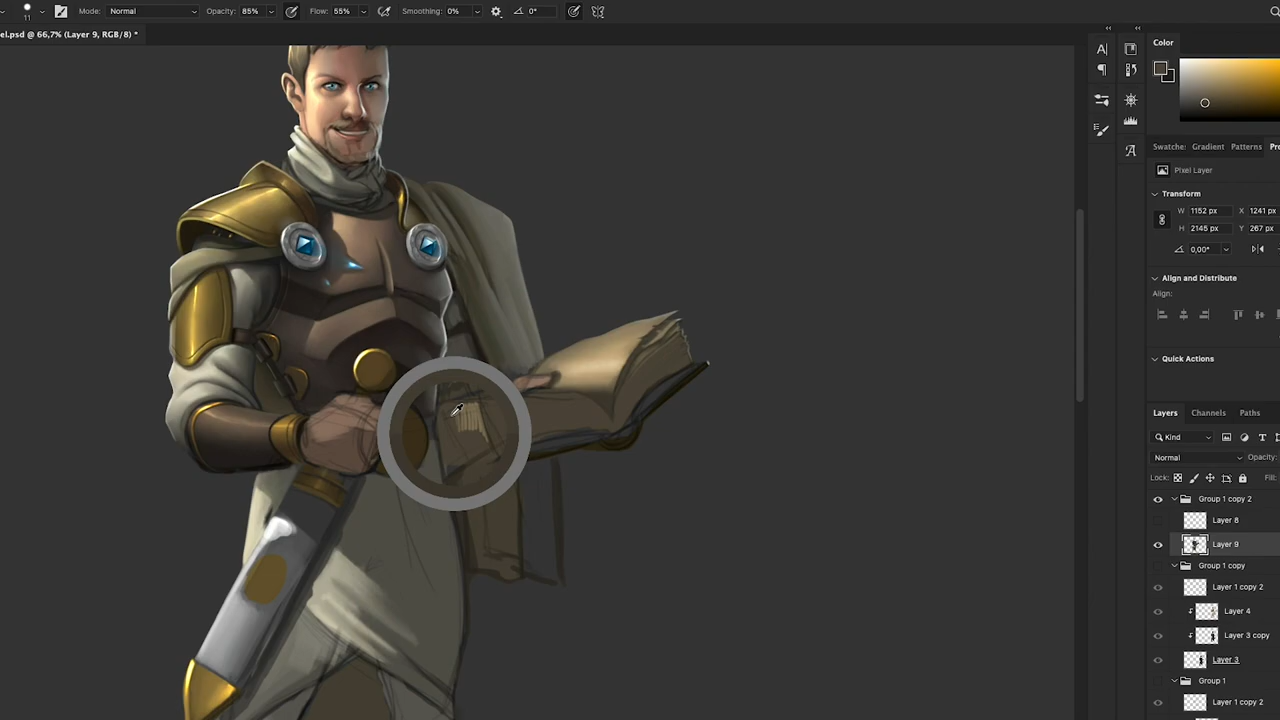 11 Mode: Normal Opacity: 85% Flow: 55% Smoothing: 0% 0°
el.psd @ 66,7% (Layer 9, RGB/8) *
Color
Swatche: Gradient Patterns Pro
Pixel Layer
Transform
W 1152 px X 1241 px
H 2145 px Y 267 px
0,00°
Align and Distribute
Align:
Quick Actions
Layers Channels Paths
Kind
Normal Opacity:
Lock: Fill:
Group 1 copy 2
Layer 8
Layer 9
Group 1 copy
Layer 1 copy 2
Layer 4
Layer 3 copy
Layer 3
Group 1
Layer 1 copy 2